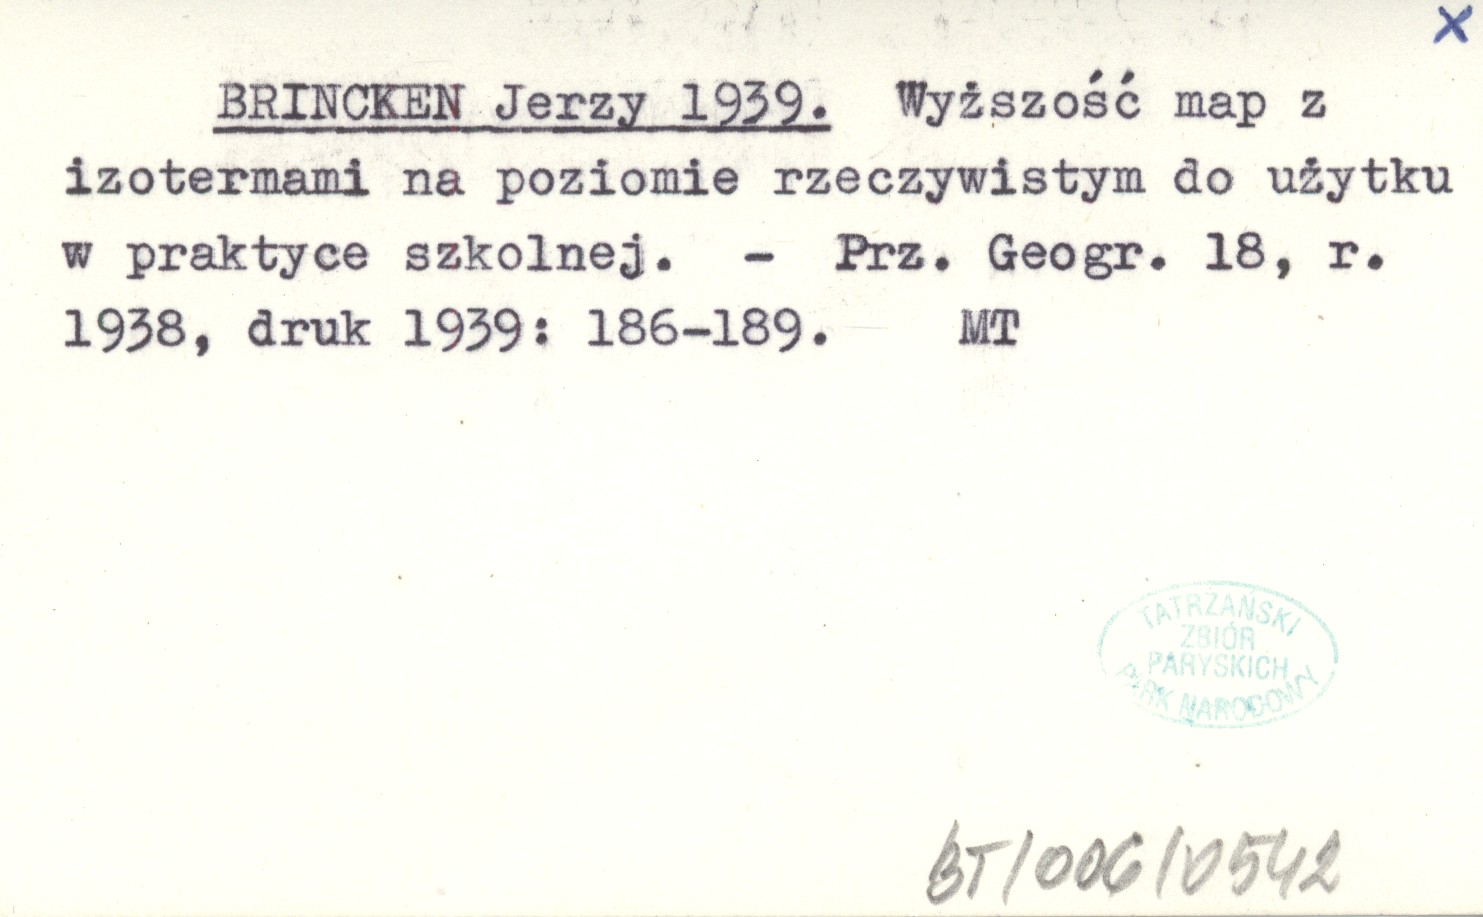 x
BRINCKEN Jerzy 1939. Wyższość map z
izotermami na poziomie rzeczywistym do użytku
w praktyce szkolnej. - Prz. Geogr. 18, r.
1938, druk 1939: 186-189. MT
TATRZAŃSKI
ZBIÓR
PARYSKICH
PARK NARODOWY
BT/006/0542